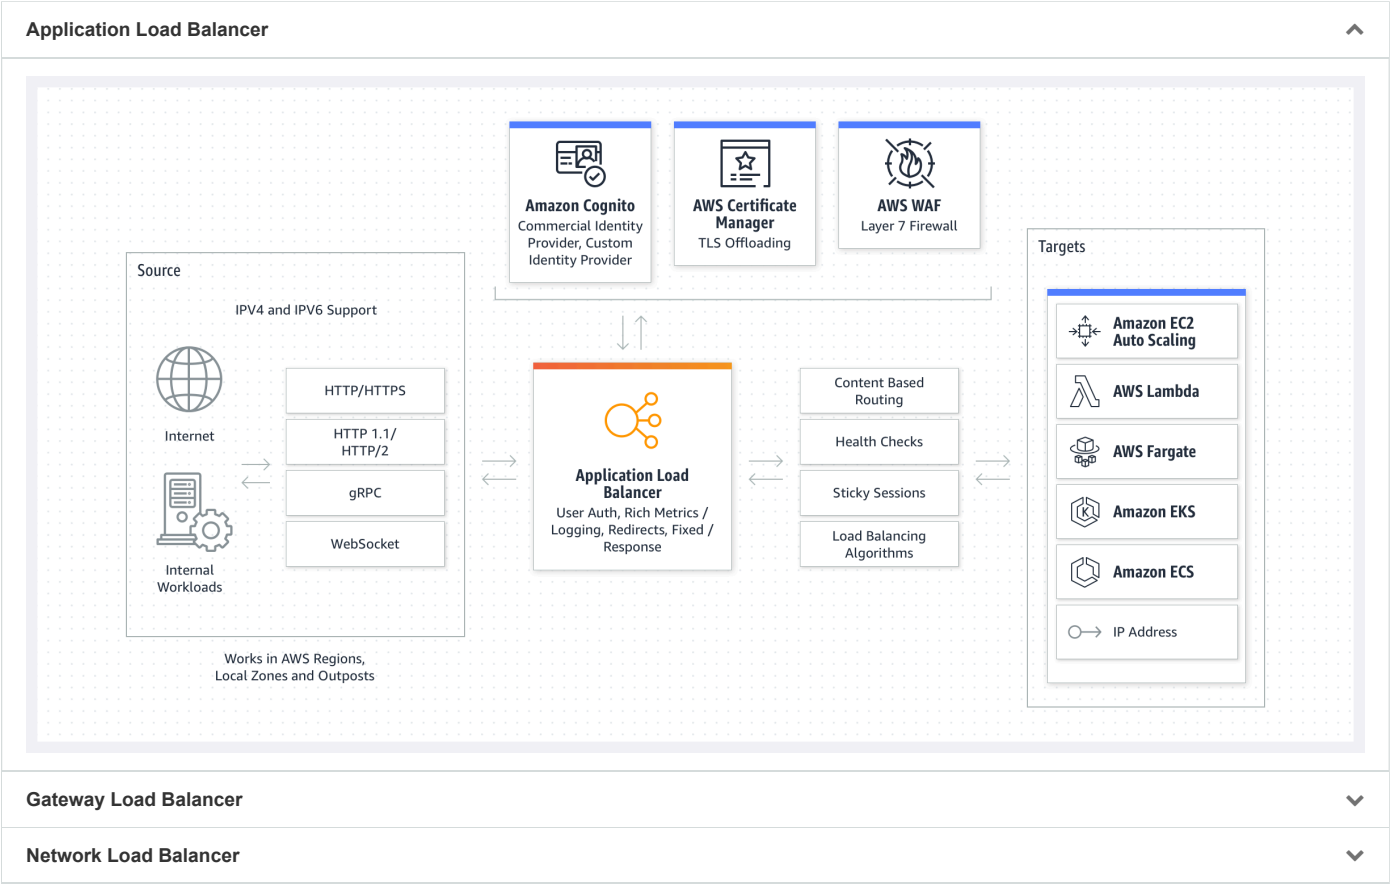 Application Load Balancer
Amazon Cognito
Commercial Identity
Provider, Custom
Identity Provider
AWS Certificate
Manager
TLS Offloading
AWS WAF
Layer 7 Firewall
Source
IPV4 and IPV6 Support
Internet
Internal
Workloads
HTTP/HTTPS
HTTP 1.1/
HTTP/2
gRPC
WebSocket
Works in AWS Regions,
Local Zones and Outposts
Application Load
Balancer
User Auth, Rich Metrics /
Logging, Redirects, Fixed /
Response
Content Based
Routing
Health Checks
Sticky Sessions
Load Balancing
Algorithms
Targets
Amazon EC2
Auto Scaling
AWS Lambda
AWS Fargate
Amazon EKS
Amazon ECS
IP Address
Gateway Load Balancer
Network Load Balancer